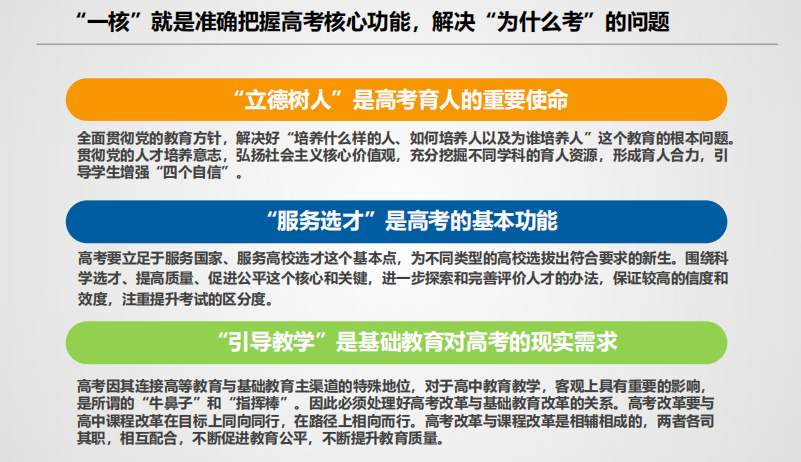 “一核”就是准确把握高考核心功能，解决“为什么考”的问题
“立德树人”是高考育人的重要使命
全面贯彻党的教育方针，解决好“培养什么样的人、如何培养人以及为谁培养人”这个教育的根本问题。
贯彻党的人才培养意志，弘扬社会主义核心价值观，充分挖掘不同学科的育人资源，形成育人合力，引
导学生增强“四个自信”。
“服务选才”是高考的基本功能
高考要立足于服务国家、服务高校选才这个基本点，为不同类型的高校选拔出符合要求的新生。围绕科
学选才、提高质量、促进公平这个核心和关键，进一步探索和完善评价人才的办法，保证较高的信度和
效度，注重提升考试的区分度。
“引导教学”是基础教育对高考的现实需求
高考因其连接高等教育与基础教育主渠道的特殊地位，对于高中教育教学，客观上具有重要的影响，
是所谓的“牛鼻子”和“指挥棒”。因此必须处理好高考改革与基础教育改革的关系。高考改革要与
高中课程改革在目标上同向同行，在路径上相向而行。高考改革与课程改革是相辅相成的，两者各司
其职，相互配合，不断促进教育公平，不断提升教育质量。